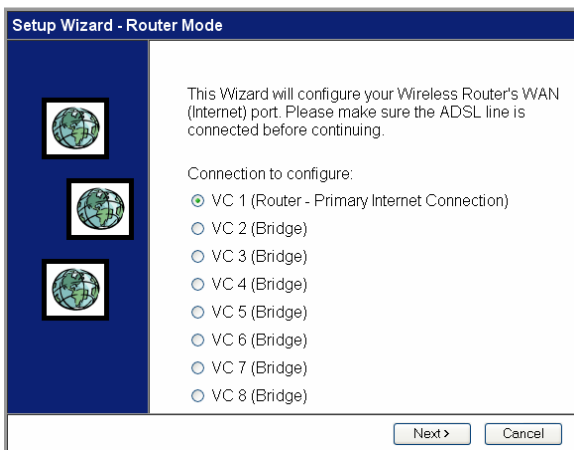 Setup Wizard - Router Mode
This Wizard will configure your Wireless Router's WAN
(Internet) port. Please make sure the ADSL line is
connected before continuing.
Connection to configure:
VC 1 (Router - Primary Internet Connection)
VC 2 (Bridge)
VC 3 (Bridge)
VC 4 (Bridge)
VC 5 (Bridge)
VC 6 (Bridge)
VC 7 (Bridge)
VC 8 (Bridge)
Next >
Cancel